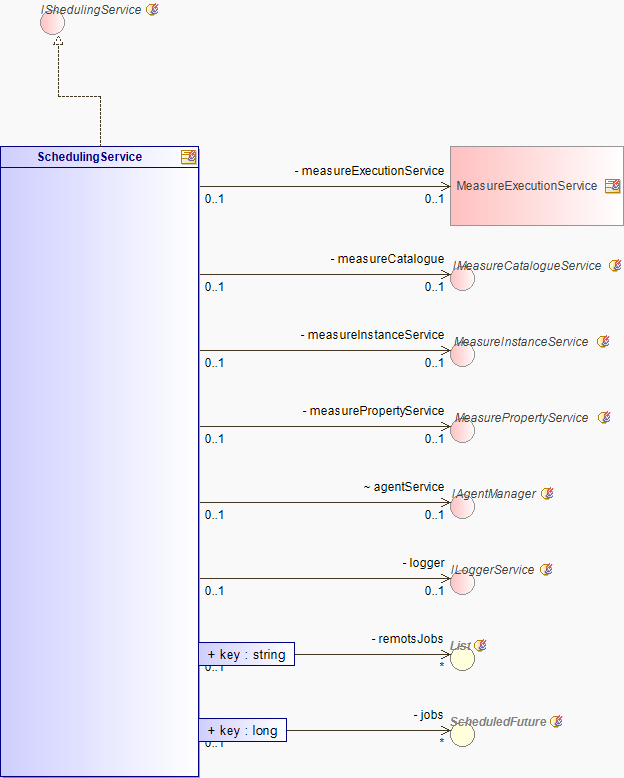 IShedulingService
SchedulingService
- measureExecutionService
0..1
0..1
MeasureExecutionService
- measureCatalogue
0..1
0..1
IMeasureCatalogueService
- measureInstanceService
0..1
0..1
MeasureInstanceService
- measurePropertyService
0..1
0..1
MeasurePropertyService
~ agentService
0..1
0..1
IAgentManager
- logger
0..1
0..1
ILoggerService
+ key : string
0..1
- remotsJobs
*
List
+ key : long
0..1
- jobs
*
ScheduledFuture